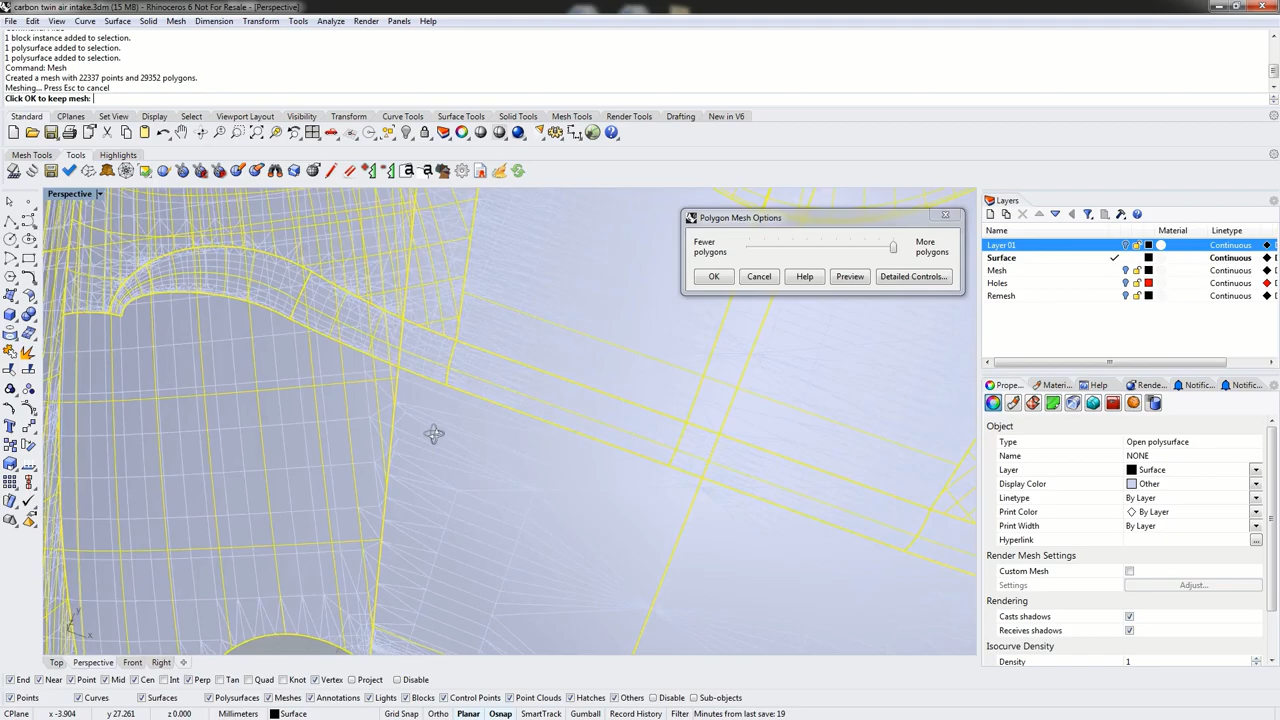 carbon twin air intake.3dm (15 MB) - Rhinoceros 6 Not For Resale - [Perspective]
File Edit View Curve Surface Solid Mesh Dimension Transform Tools Analyze Render Panels Help
1 block instance added to selection.
1 polysurface added to selection.
1 polysurface added to selection.
Command: Mesh
Created a mesh with 22337 points and 29352 polygons.
Meshing... Press Esc to cancel
Click OK to keep mesh:
Standard CPlanes Set View Display Select Viewport Layout Visibility Transform Curve Tools Surface Tools Solid Tools Mesh Tools Render Tools Drafting New in V6
Mesh Tools Tools Highlights
Perspective
Polygon Mesh Options
Fewer polygons
More polygons
OK Cancel Help Preview Detailed Controls...
Layers
Name Material Linetype
Layer 01 Continuous
Surface Continuous
Mesh Continuous
Holes Continuous
Remesh Continuous
Prope... Materi... Help Rende... Notific... Notific...
Object
Type Open polysurface
Name NONE
Layer Surface
Display Color Other
Linetype By Layer
Print Color By Layer
Print Width By Layer
Hyperlink ...
Render Mesh Settings
Custom Mesh
Settings Adjust...
Rendering
Casts shadows
Receives shadows
Isocurve Density
Density 1
y
z
x
Top Perspective Front Right
End Near Point Mid Cen Int Perp Tan Quad Knot Vertex Project Disable
Points Curves Surfaces Polysurfaces Meshes Annotations Lights Blocks Control Points Point Clouds Hatches Others Disable Sub-objects
CPlane x -3.904 y 27.261 z 0.000 Millimeters Surface Grid Snap Ortho Planar Osnap SmartTrack Gumball Record History Filter Minutes from last save: 19